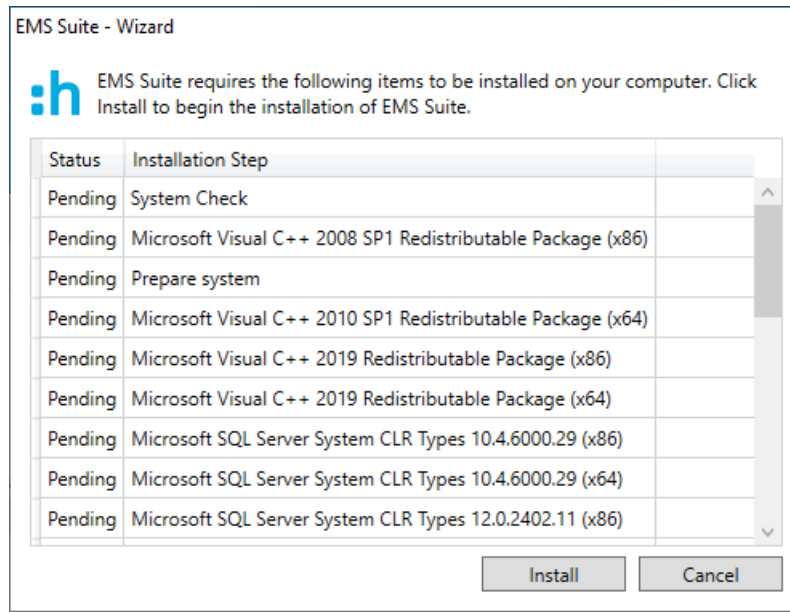 EMS Suite - Wizard
:h
EMS Suite requires the following items to be installed on your computer. Click
Install to begin the installation of EMS Suite.
Status Installation Step
Pending System Check
Pending Microsoft Visual C++ 2008 SP1 Redistributable Package (x86)
Pending Prepare system
Pending Microsoft Visual C++ 2010 SP1 Redistributable Package (x64)
Pending Microsoft Visual C++ 2019 Redistributable Package (x86)
Pending Microsoft Visual C++ 2019 Redistributable Package (x64)
Pending Microsoft SQL Server System CLR Types 10.4.6000.29 (x86)
Pending Microsoft SQL Server System CLR Types 10.4.6000.29 (x64)
Pending Microsoft SQL Server System CLR Types 12.0.2402.11 (x86)
Install Cancel